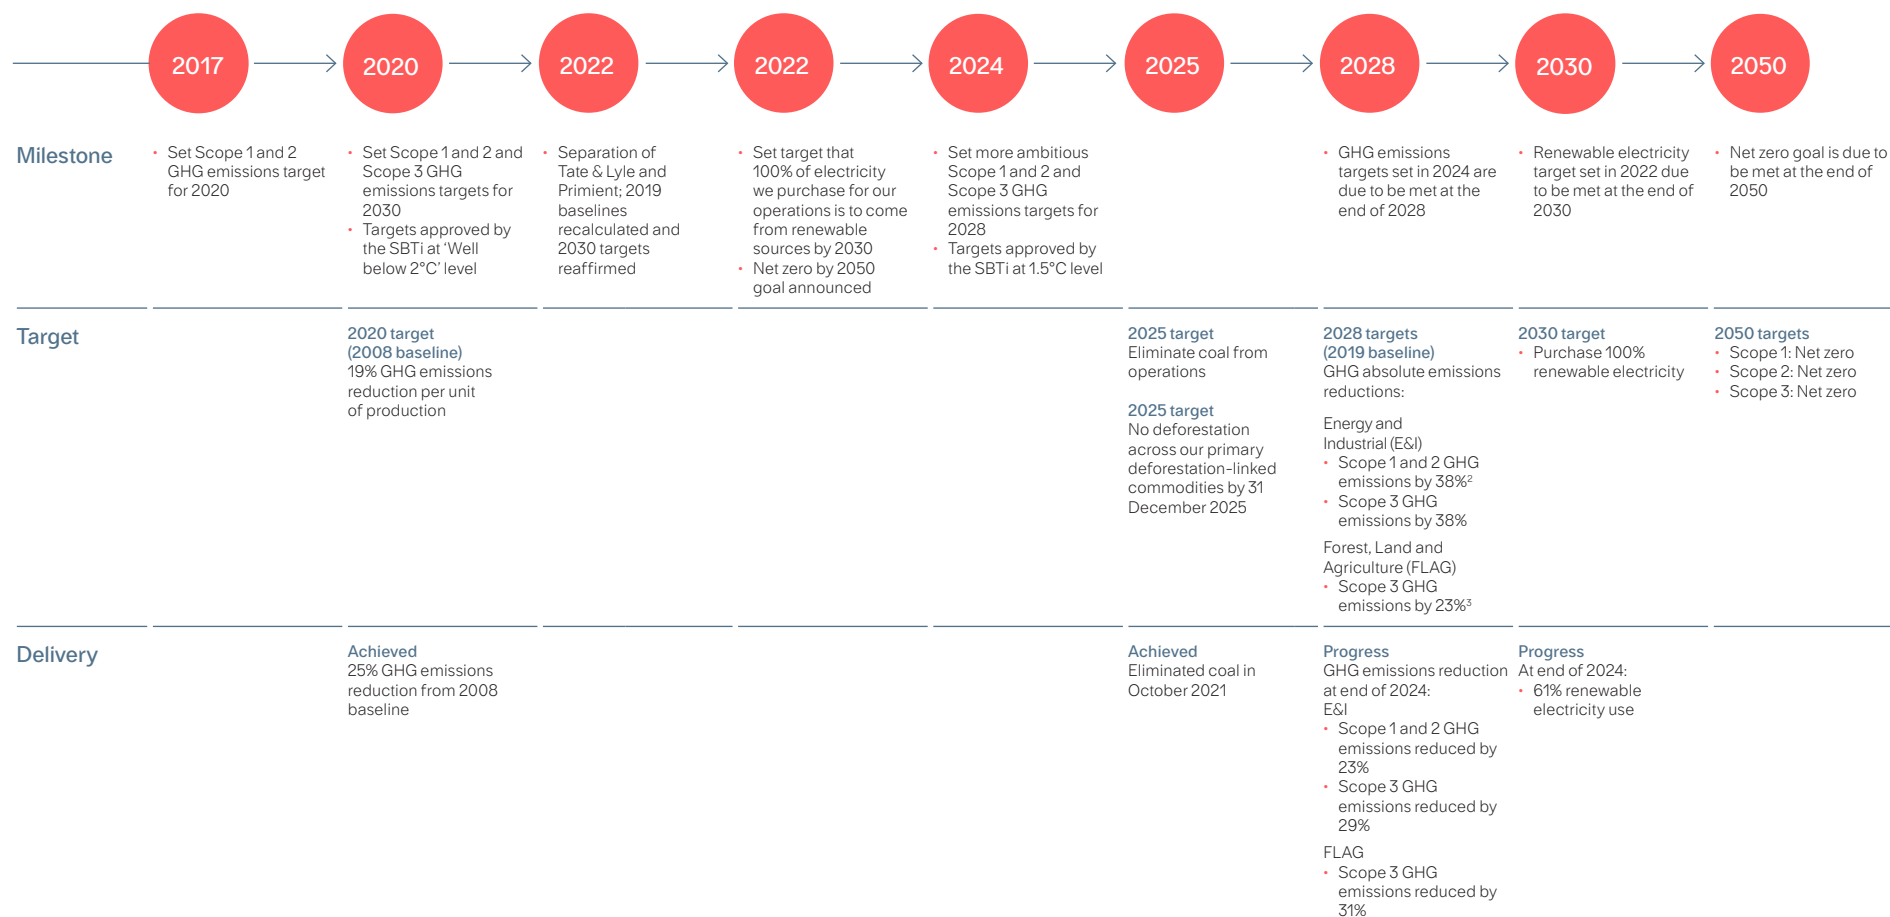 2017
2020
2022
2022
2024
2025
2028
2030
2050
Milestone
• Set Scope 1 and 2
GHG emissions target
for 2020
• Set Scope 1 and 2 and
Scope 3 GHG
emissions targets for
2030
• Targets approved by
the SBTi at ‘Well
below 2°C’ level
• Separation of
Tate & Lyle and
Primient; 2019
baselines
recalculated and
2030 targets
reaffirmed
• Set target that
100% of electricity
we purchase for our
operations is to come
from renewable
sources by 2030
• Net zero by 2050
goal announced
• Set more ambitious
Scope 1 and 2 and
Scope 3 GHG
emissions targets for
2028
• Targets approved by
the SBTi at 1.5°C level
• GHG emissions
targets set in 2024 are
due to be met at the
end of 2028
• Renewable electricity
target set in 2022 due
to be met at the end of
2030
• Net zero goal is due to
be met at the end of
2050
Target
2020 target
(2008 baseline)
19% GHG emissions
reduction per unit
of production
2025 target
Eliminate coal from
operations
2025 target
No deforestation
across our primary
deforestation-linked
commodities by 31
December 2025
2028 targets
(2019 baseline)
GHG absolute emissions
reductions:
Energy and
Industrial (E&I)
• Scope 1 and 2 GHG
emissions by 38%²
• Scope 3 GHG
emissions by 38%
Forest, Land and
Agriculture (FLAG)
• Scope 3 GHG
emissions by 23%³
2030 target
• Purchase 100%
renewable electricity
2050 targets
• Scope 1: Net zero
• Scope 2: Net zero
• Scope 3: Net zero
Delivery
Achieved
25% GHG emissions
reduction from 2008
baseline
Achieved
Eliminated coal in
October 2021
Progress
GHG emissions reduction
at end of 2024:
E&I
• Scope 1 and 2 GHG
emissions reduced by
23%
• Scope 3 GHG
emissions reduced by
29%
FLAG
• Scope 3 GHG
emissions reduced by
31%
Progress
At end of 2024:
• 61% renewable
electricity use